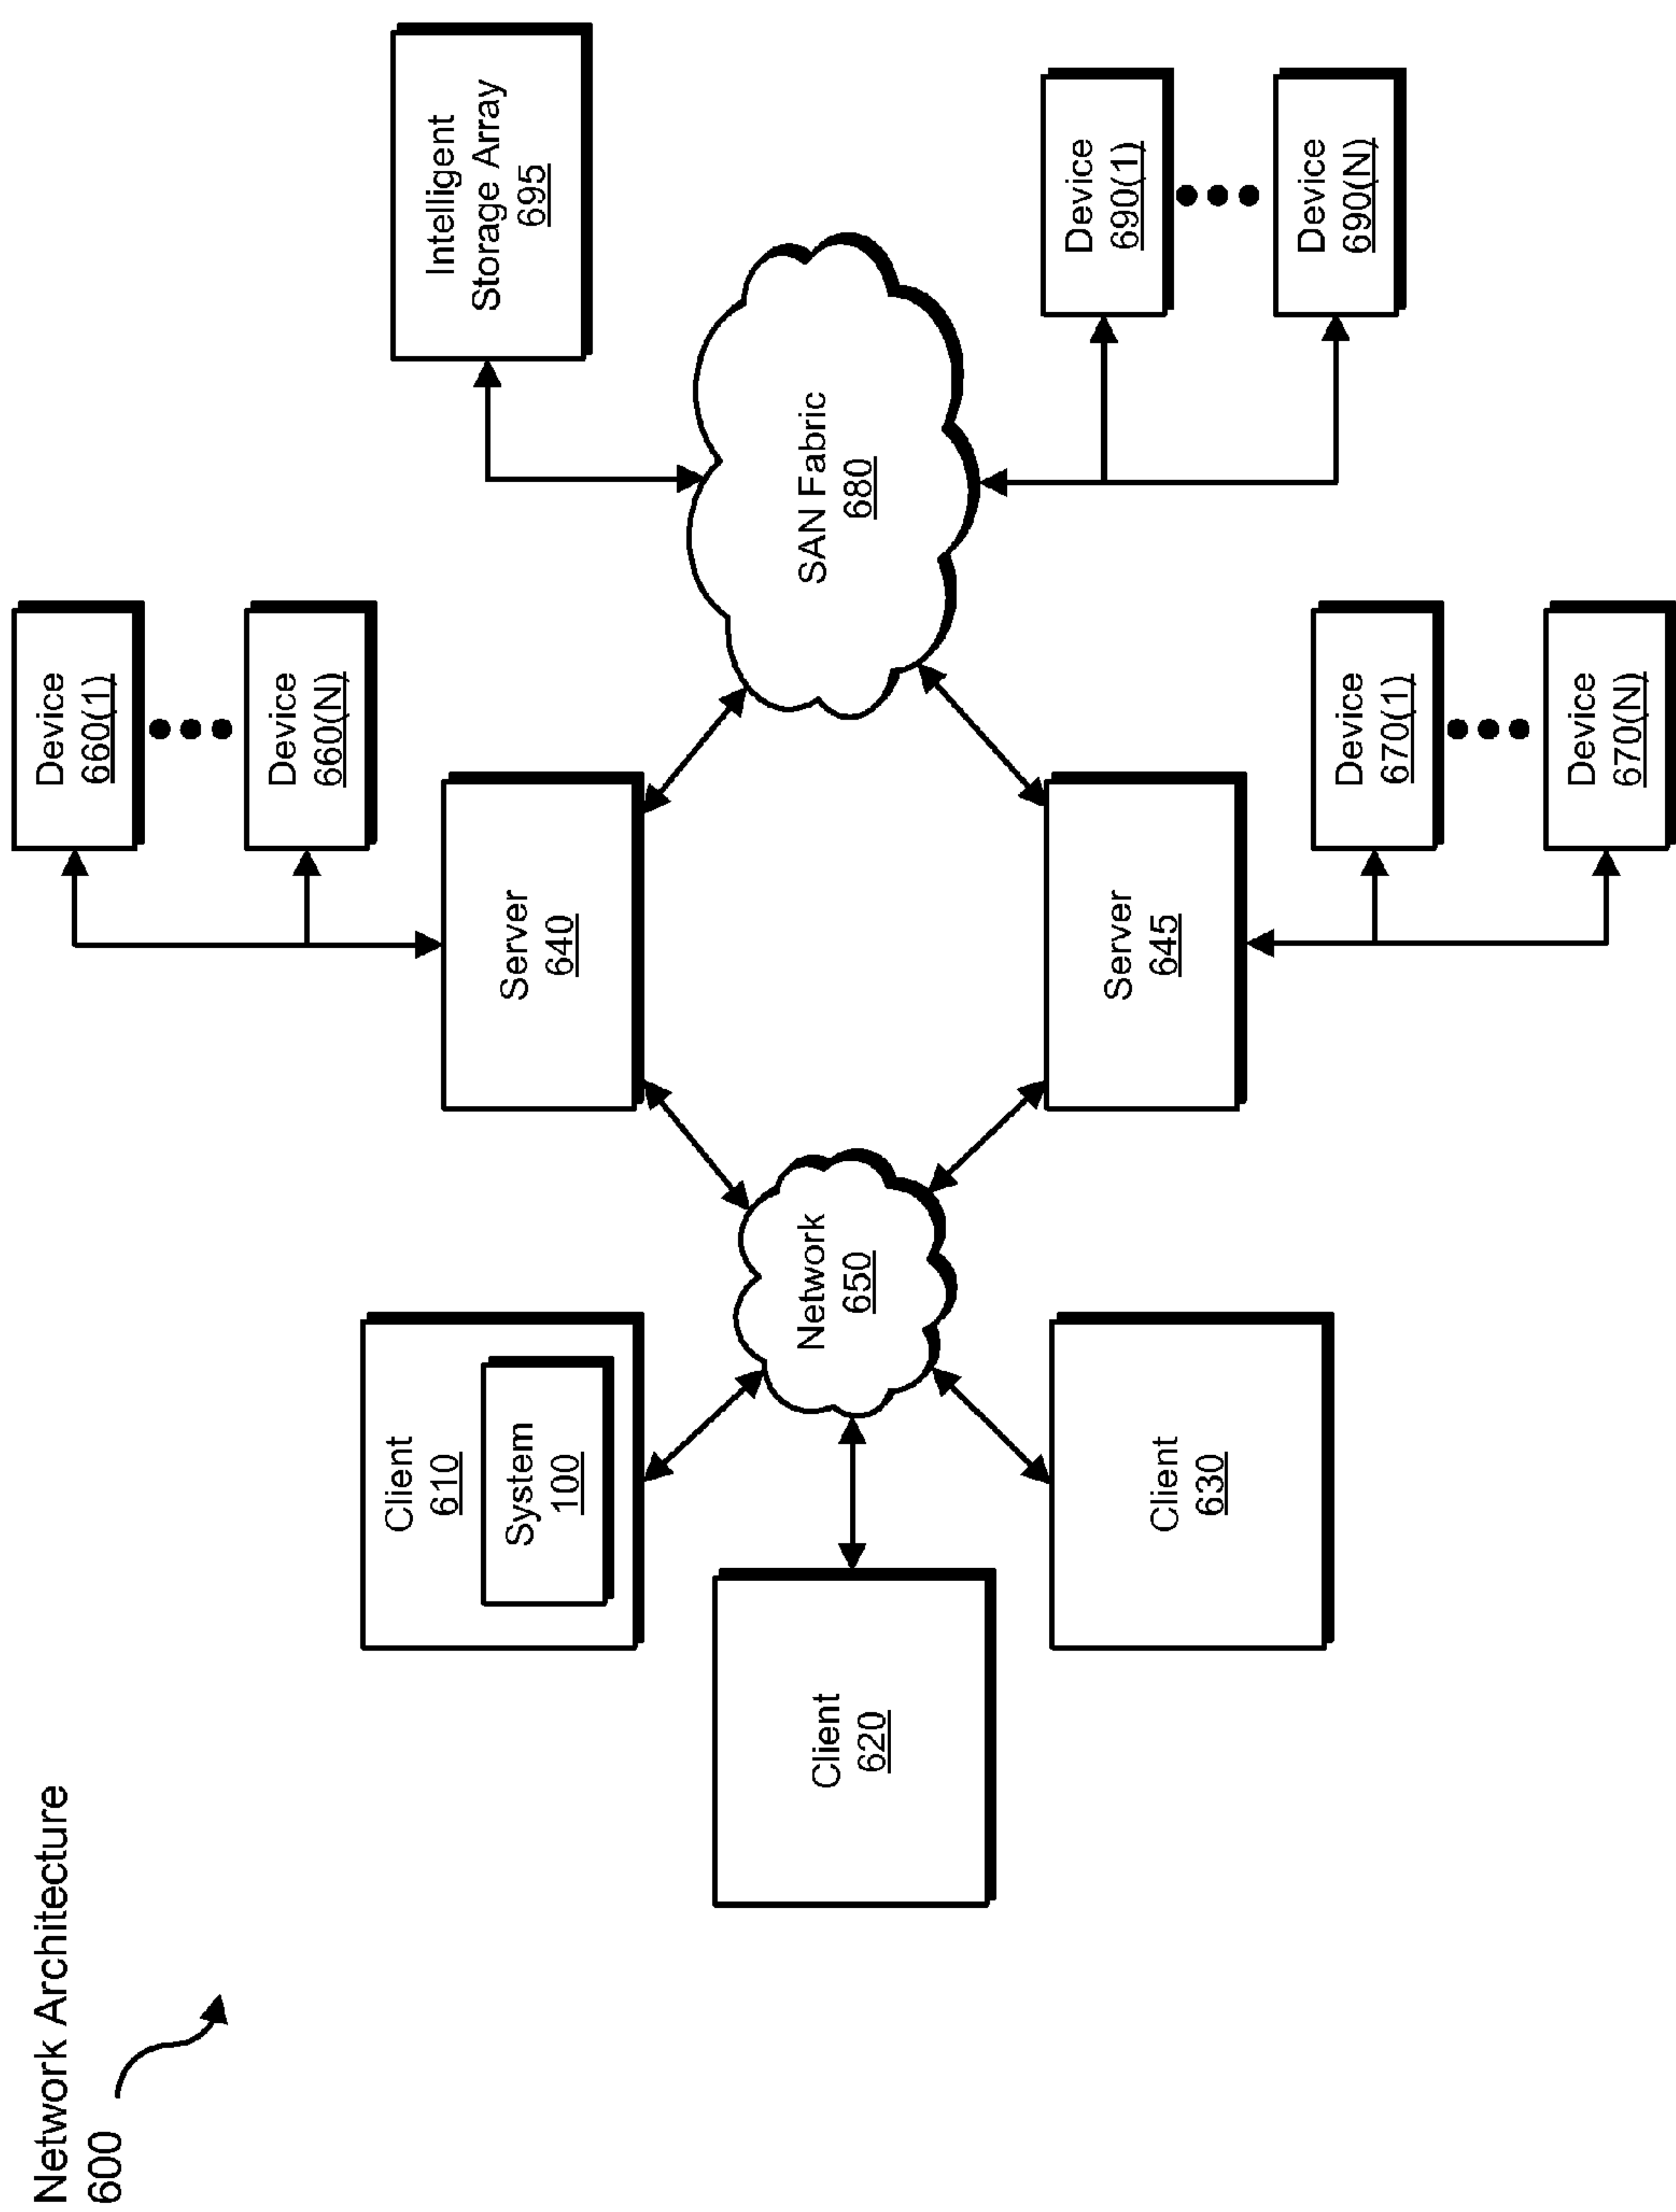 Network Architecture
600
Client
610
System
100
Client
620
Client
630
Network
650
Server
640
Server
645
Device
660(1)
Device
660(N)
Device
670(1)
Device
670(N)
SAN Fabric
680
Intelligent
Storage Array
695
Device
690(1)
Device
690(N)